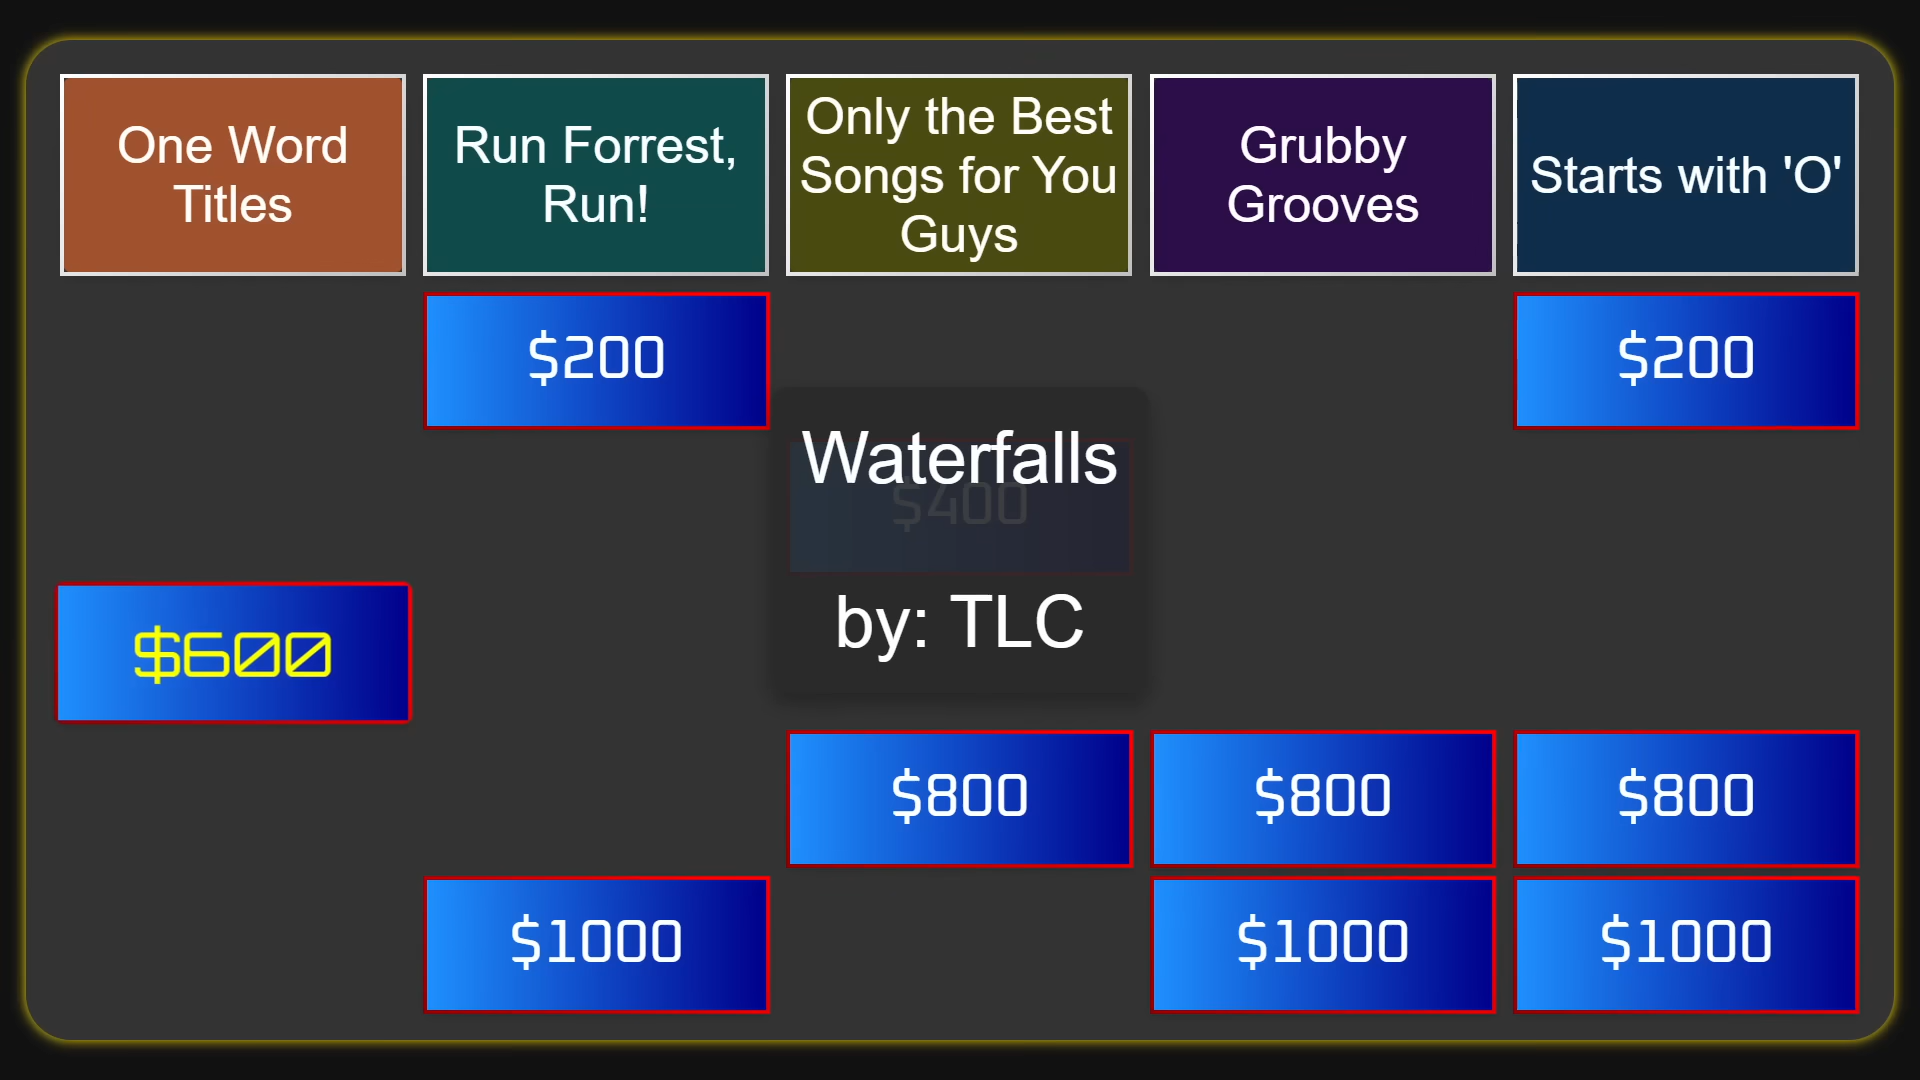 One Word
Titles
Run Forrest,
Run!
Only the Best
Songs for You
Guys
Grubby
Grooves
Starts with 'O'
$200
$200
Waterfalls
$400
by: TLC
$600
$800
$800
$800
$1000
$1000
$1000